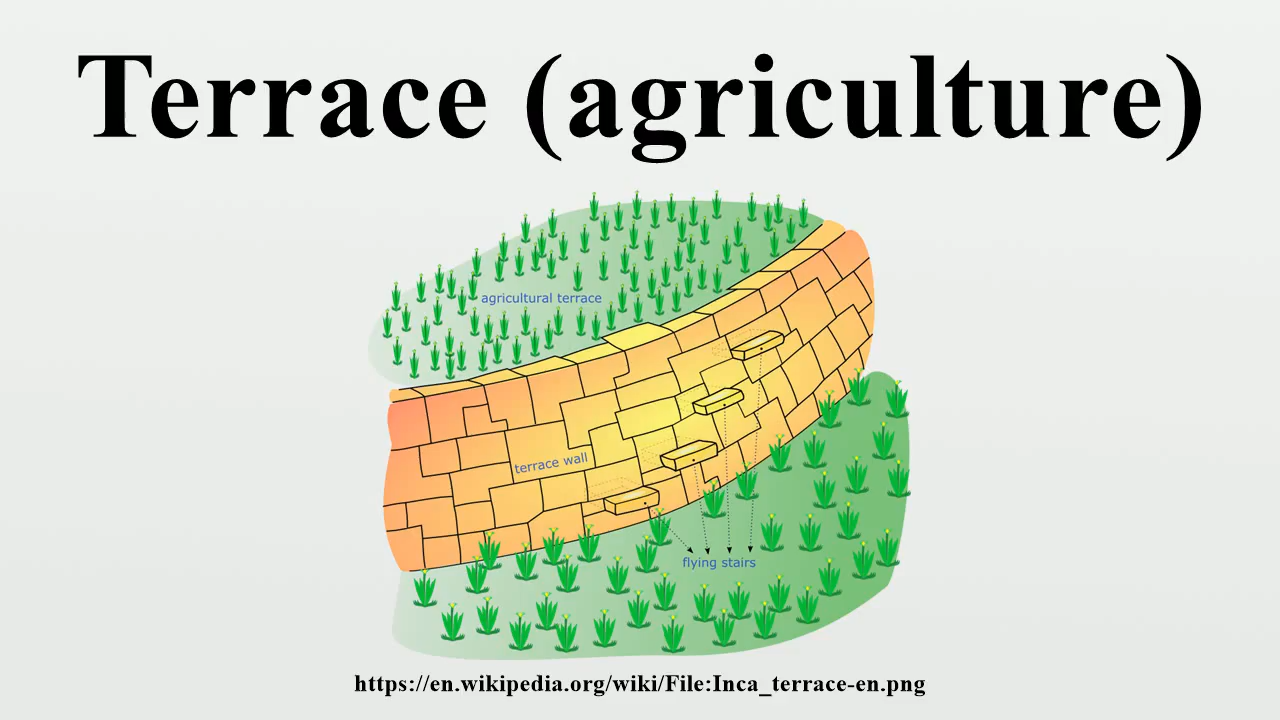 Terrace (agriculture)
agricultural terrace
terrace wall
flying stairs
https://en.wikipedia.org/wiki/File:Inca_terrace-en.png